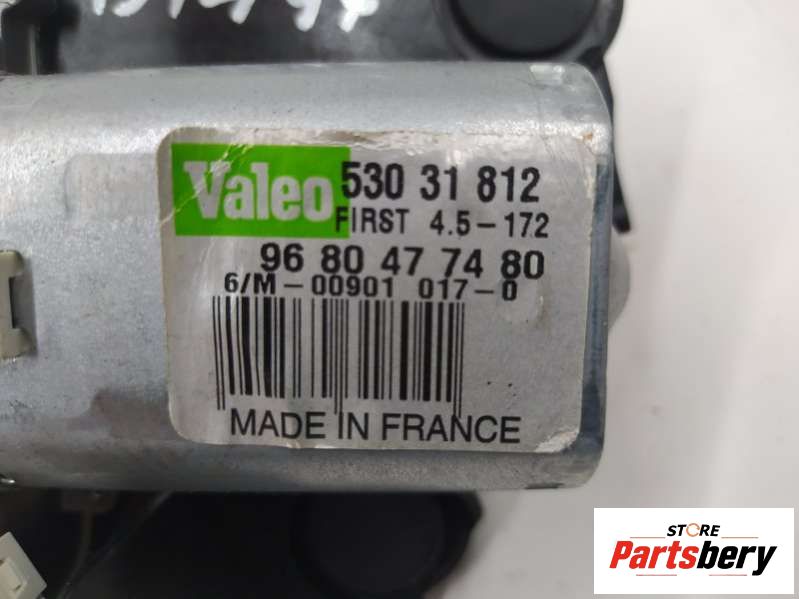 Valeo 530 31 812
FIRST 4.5-172
96 80 47 74 80
6/M-00901 017-0
MADE IN FRANCE
STORE
Partsbery